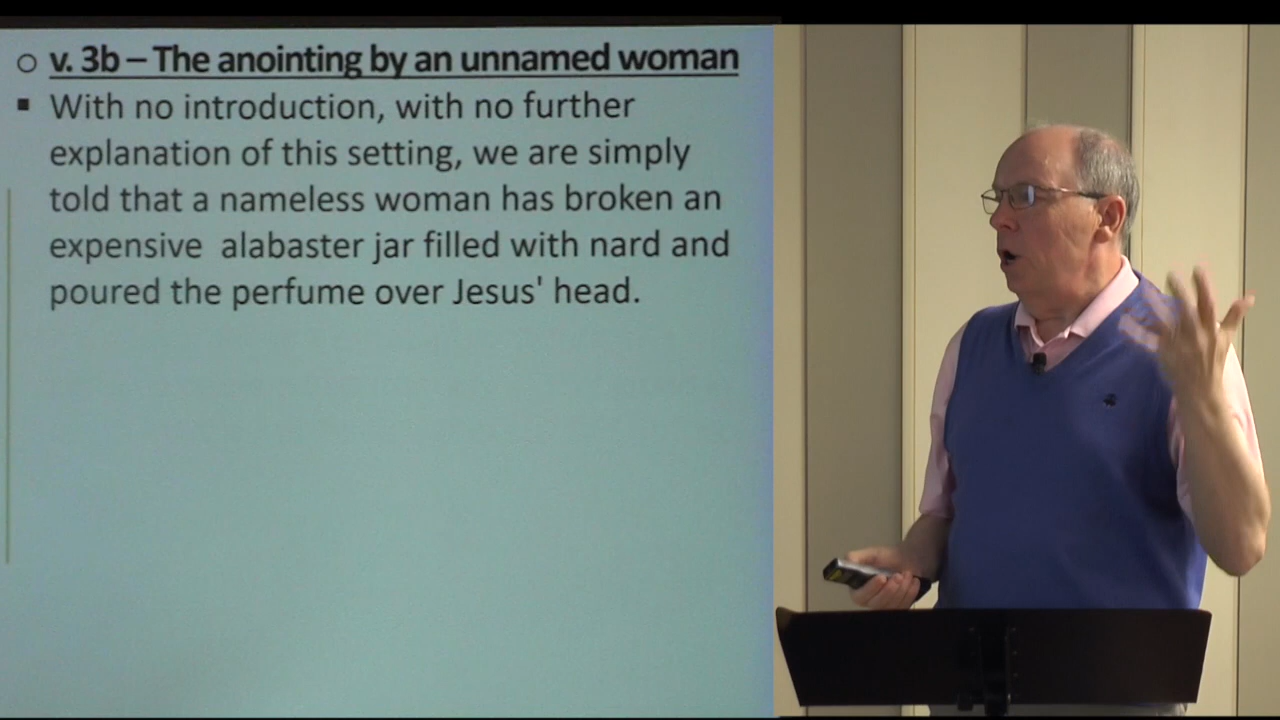 ○ v. 3b – The anointing by an unnamed woman
▪ With no introduction, with no further
explanation of this setting, we are simply
told that a nameless woman has broken an
expensive  alabaster jar filled with nard and
poured the perfume over Jesus' head.